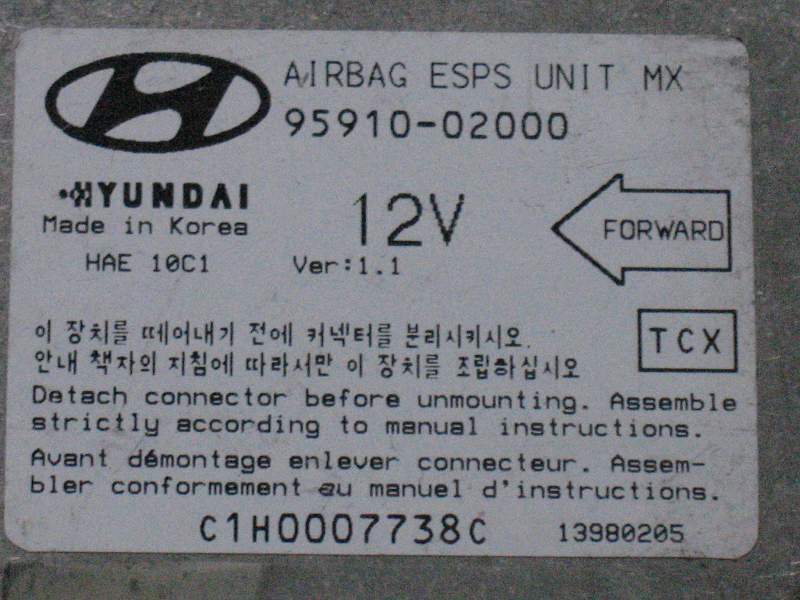 AIRBAG ESPS UNIT MX
95910-02000
HYUNDAI
Made in Korea
HAE 10C1
12V
Ver:1.1
FORWARD
이 장치를 떼어내기 전에 커넥터를 분리시키시오.
안내 책자의 지침에 따라서만 이 장치를 조립하십시오
TCX
Detach connector before unmounting. Assemble
strictly according to manual instructions.
Avant démontage enlever connecteur. Assem-
bler conformement au manuel d'instructions.
C1H0007738C 13980205